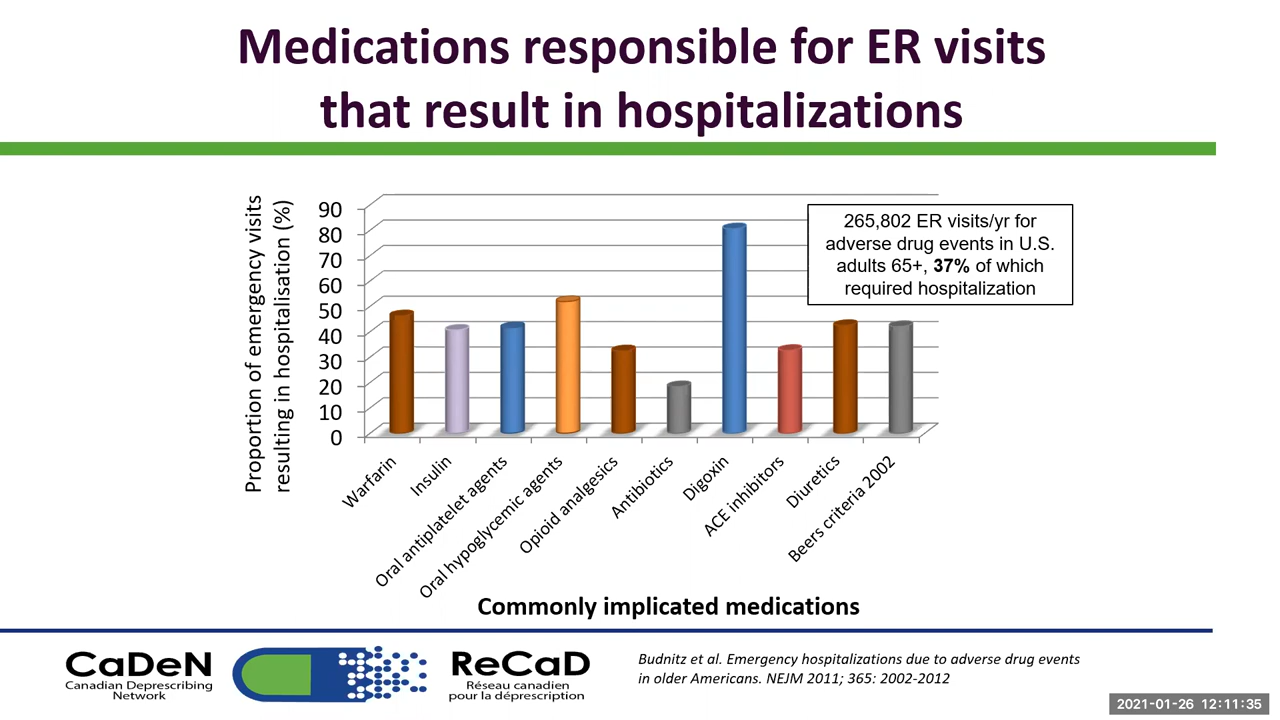 Medications responsible for ER visits
that result in hospitalizations
Proportion of emergency visits
resulting in hospitalisation (%)
90
80
70
60
50
40
30
20
10
0
265,802 ER visits/yr for
adverse drug events in U.S.
adults 65+, 37% of which
required hospitalization
Warfarin
Insulin
Oral antiplatelet agents
Oral hypoglycemic agents
Opioid analgesics
Antibiotics
Digoxin
ACE inhibitors
Diuretics
Beers criteria 2002
Commonly implicated medications
CaDeN
Canadian Deprescribing
Network
ReCaD
Réseau canadien
pour la déprescription
Budnitz et al. Emergency hospitalizations due to adverse drug events
in older Americans. NEJM 2011; 365: 2002-2012
2021-01-26 12:11:35